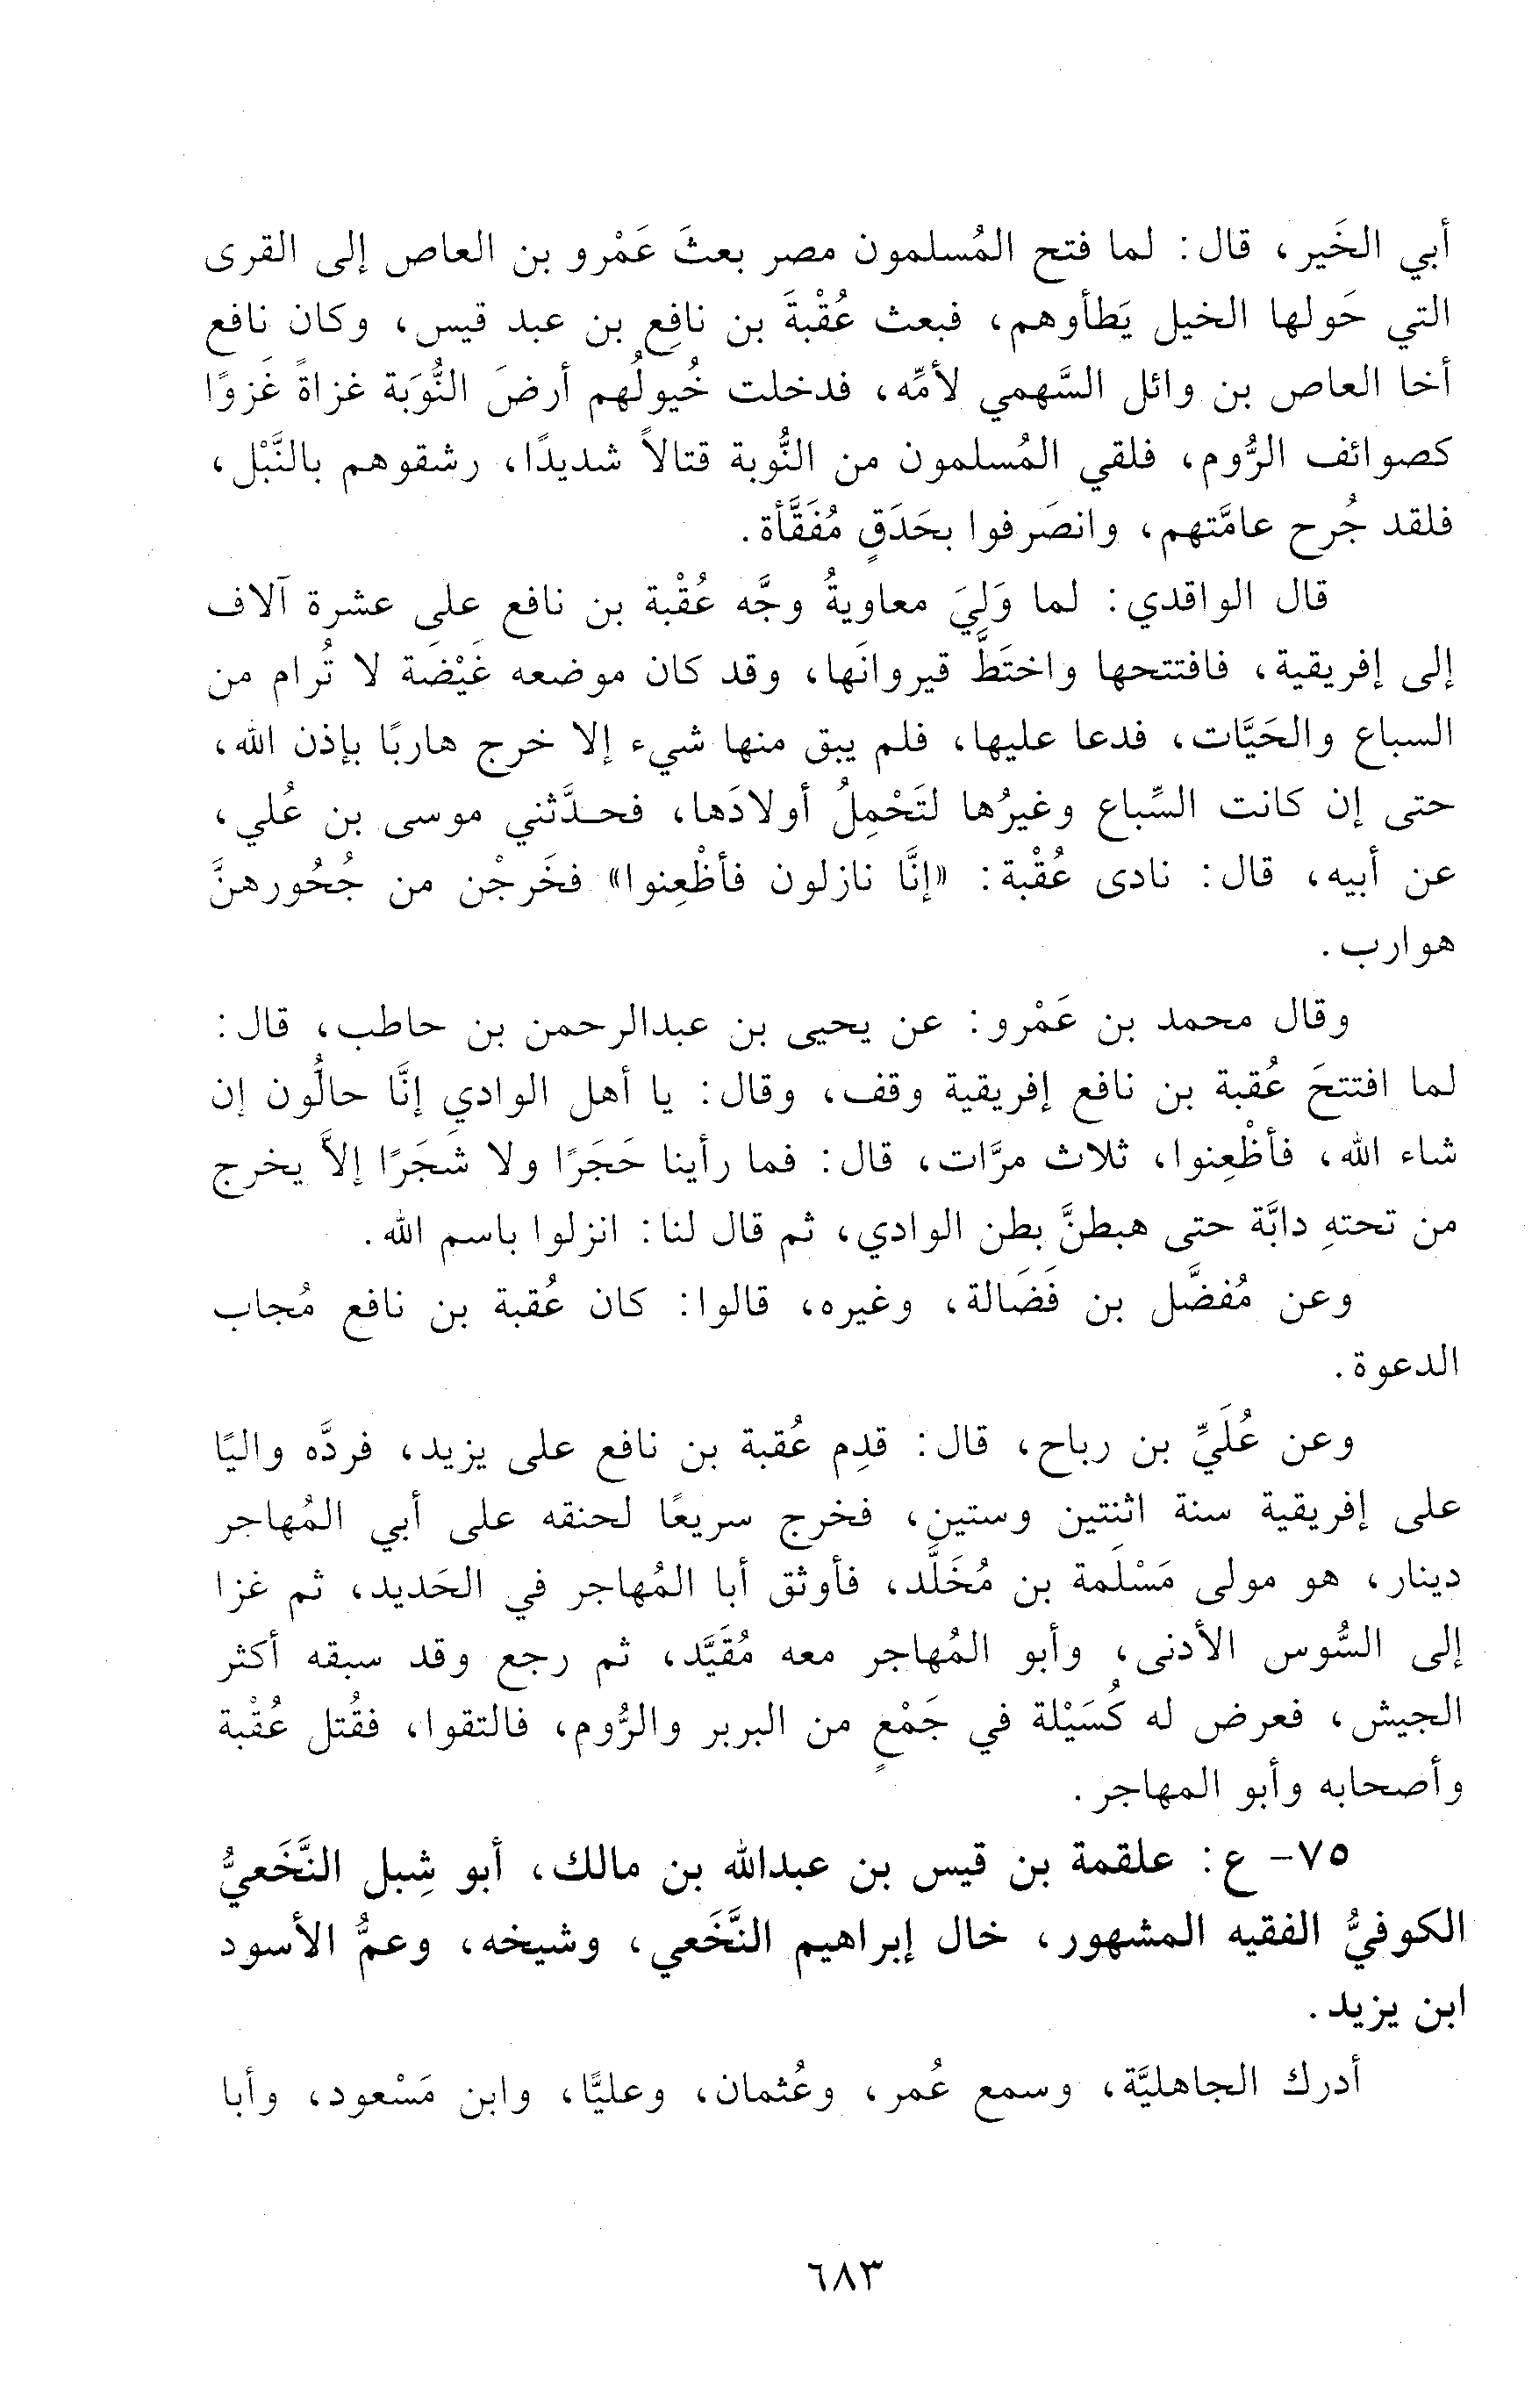 أبي الخَير، قال: لما فتح المُسلمون مصر بعثَ عَمْرو بن العاص إلى القرى
التي حَولها الخيل يَطأوهم، فبعث عُقْبةَ بن نافِع بن عبد قيس، وكان نافع
أخا العاص بن وائل السَّهمي لأمِّه، فدخلت خُيولُهم أرضَ النُّوَبة غزاةً غَزوًا
كصوائف الرُّوم، فلقي المُسلمون من النُّوبة قتالاً شديدًا، رشقوهم بالنَّبْل،
فلقد جُرح عامَّتهم، وانصَرفوا بحَدَقٍ مُفَقَّأة.
قال الواقدي: لما وَلِيَ معاويةُ وجَّه عُقْبة بن نافع على عشرة آلاف
إلى إفريقية، فافتتحها واختَطَّ قيروانَها، وقد كان موضعه غَيْضَة لا تُرام من
السباع والحَيَّات، فدعا عليها، فلم يبق منها شيء إلا خرج هاربًا بإذن الله،
حتى إن كانت السِّباع وغيرُها لتَحْمِلُ أولادَها، فحدَّثني موسى بن عُلي،
عن أبيه، قال: نادى عُقْبة: «إنَّا نازلون فأظْعِنوا» فخَرجْن من جُحُورهنَّ
هوارب.
وقال محمد بن عَمْرو: عن يحيى بن عبدالرحمن بن حاطب، قال:
لما افتتحَ عُقبة بن نافع إفريقية وقف، وقال: يا أهل الوادي إنَّا حالُّون إن
شاء الله، فأظْعِنوا، ثلاث مرَّات، قال: فما رأينا حَجَرًا ولا شَجَرًا إلاَّ يخرج
من تحتهِ دابَّة حتى هبطنَّ بطن الوادي، ثم قال لنا: انزلوا باسم الله.
وعن مُفضَّل بن فَضَالة، وغيره، قالوا: كان عُقبة بن نافع مُجاب
الدعوة.
وعن عُلَيِّ بن رباح، قال: قدِم عُقبة بن نافع على يزيد، فردَّه واليًا
على إفريقية سنة اثنتين وستين، فخرج سريعًا لحنقه على أبي المُهاجر
دينار، هو مولى مَسْلَمة بن مُخَلَّد، فأوثق أبا المُهاجر في الحَديد، ثم غزا
إلى السُّوس الأدنى، وأبو المُهاجر معه مُقَيَّد، ثم رجع وقد سبقه أكثر
الجيش، فعرض له كُسَيْلة في جَمْعٍ من البربر والرُّوم، فالتقوا، فقُتل عُقْبة
وأصحابه وأبو المهاجر.
٧٥- ع: علقمة بن قيس بن عبدالله بن مالك، أبو شِبل النَّخَعيُّ
الكوفيُّ الفقيه المشهور، خال إبراهيم النَّخَعي، وشيخه، وعمُّ الأسود
ابن يزيد.
أدرك الجاهليَّة، وسمع عُمر، وعُثمان، وعليًّا، وابن مَسْعود، وأبا
٦٨٣